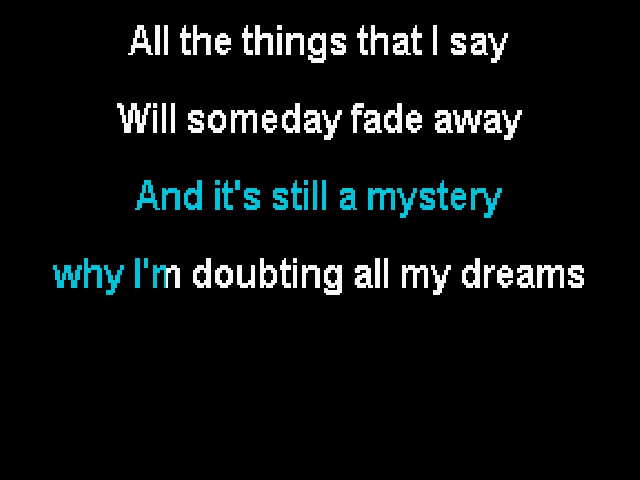 All the things that I say
Will someday fade away
And it's still a mystery
why I'm doubting all my dreams